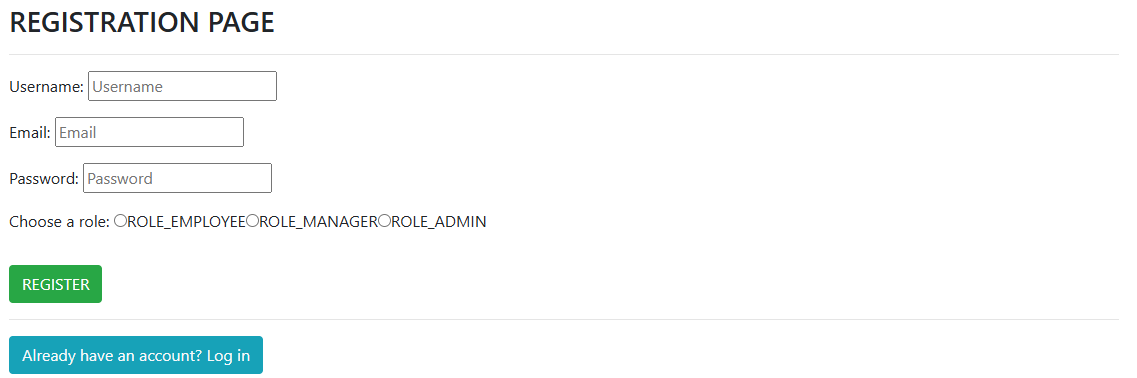 REGISTRATION PAGE
Username: Username
Email: Email
Password: Password
Choose a role: ROLE_EMPLOYEE ROLE_MANAGER ROLE_ADMIN
REGISTER
Already have an account? Log in